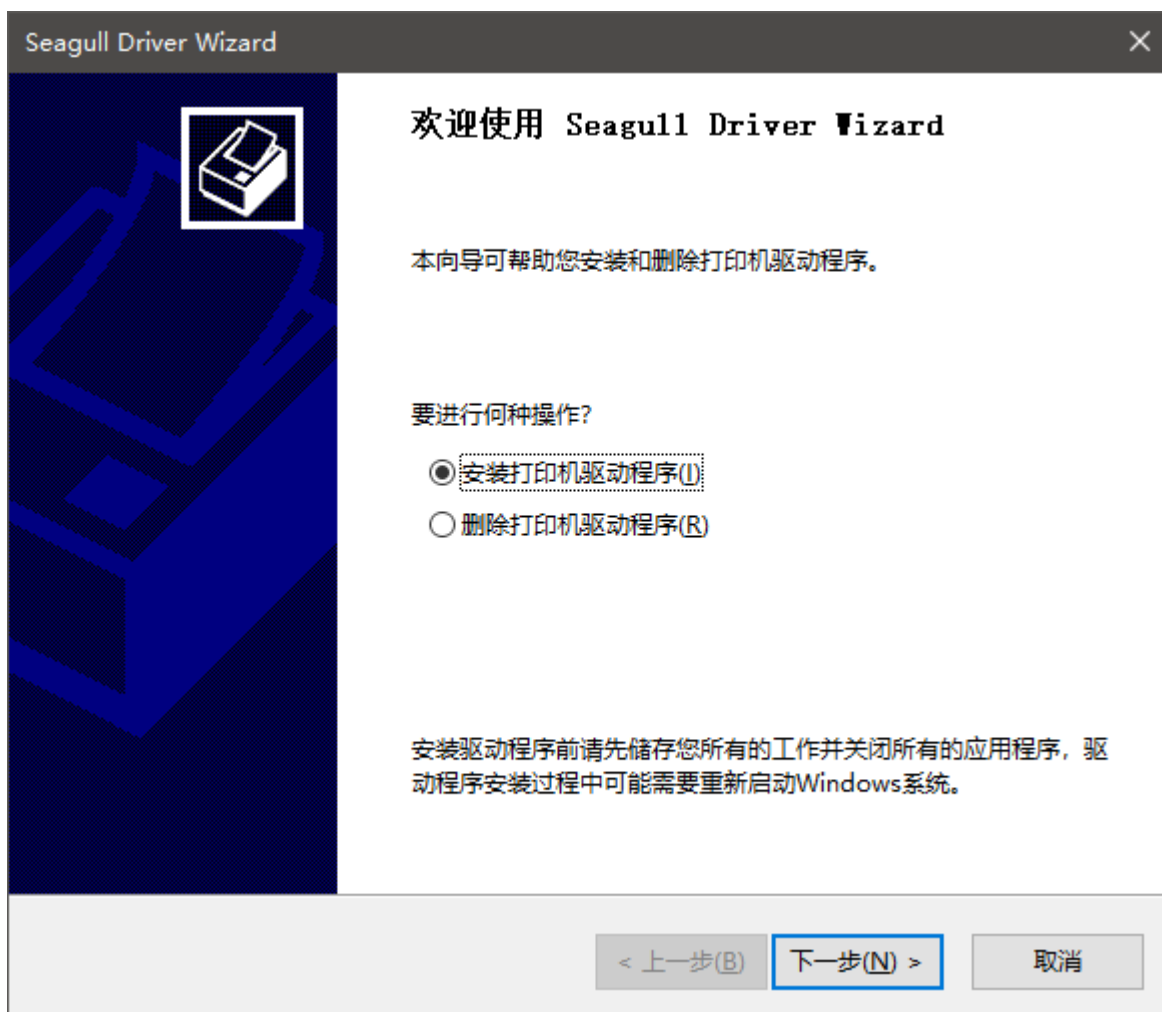 Seagull Driver Wizard
欢迎使用 Seagull Driver Wizard
本向导可帮助您安装和删除打印机驱动程序。
要进行何种操作?
安装打印机驱动程序(I)
删除打印机驱动程序(R)
安装驱动程序前请先储存您所有的工作并关闭所有的应用程序，驱
动程序安装过程中可能需要重新启动Windows系统。
< 上一步(B)
下一步(N) >
取消